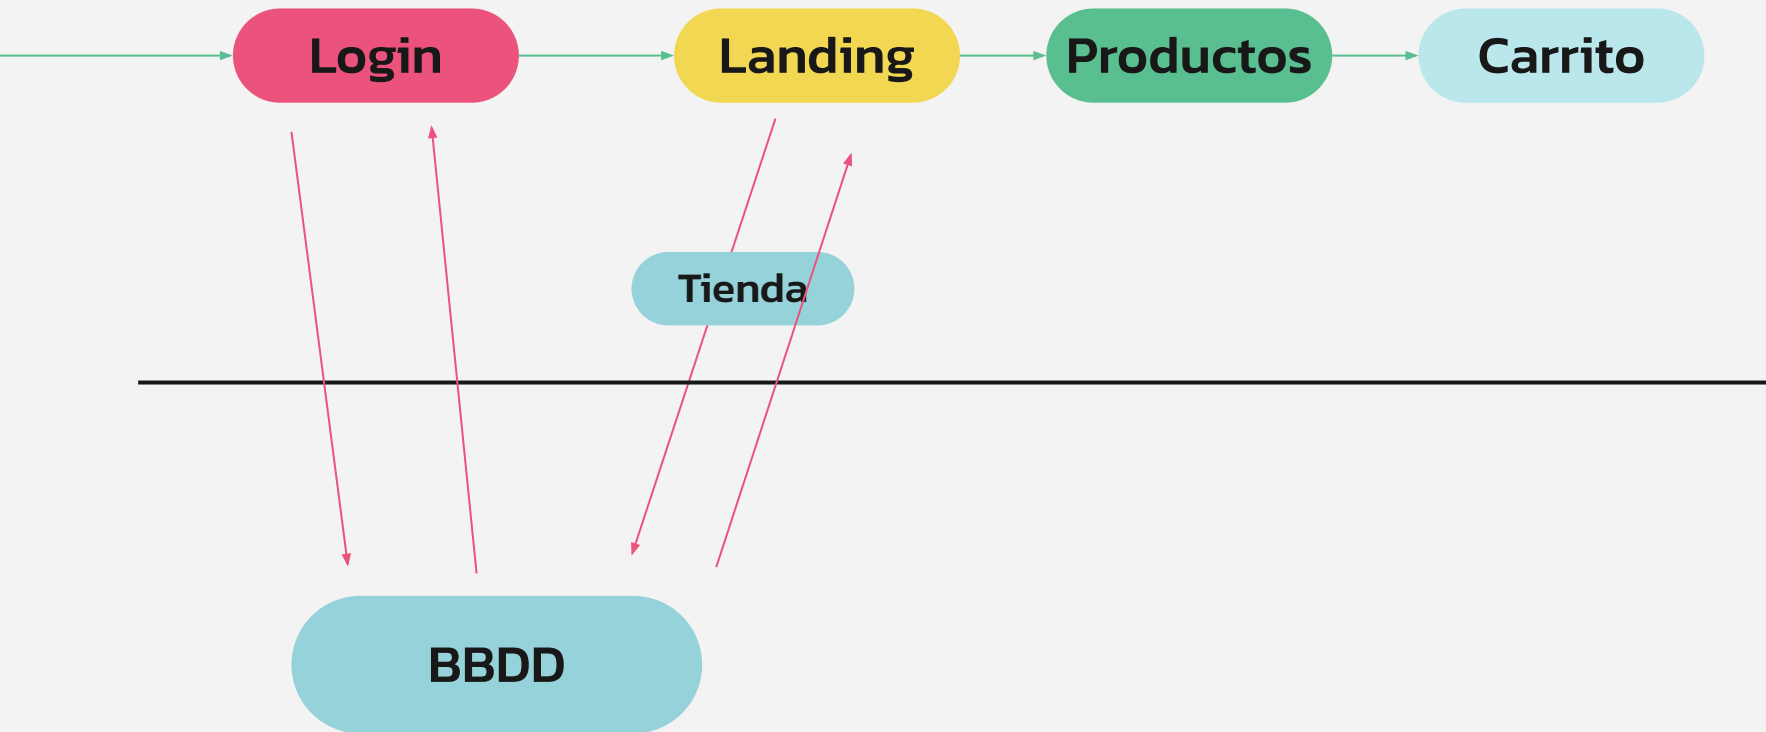 Login
Landing
Productos
Carrito
Tienda
BBDD